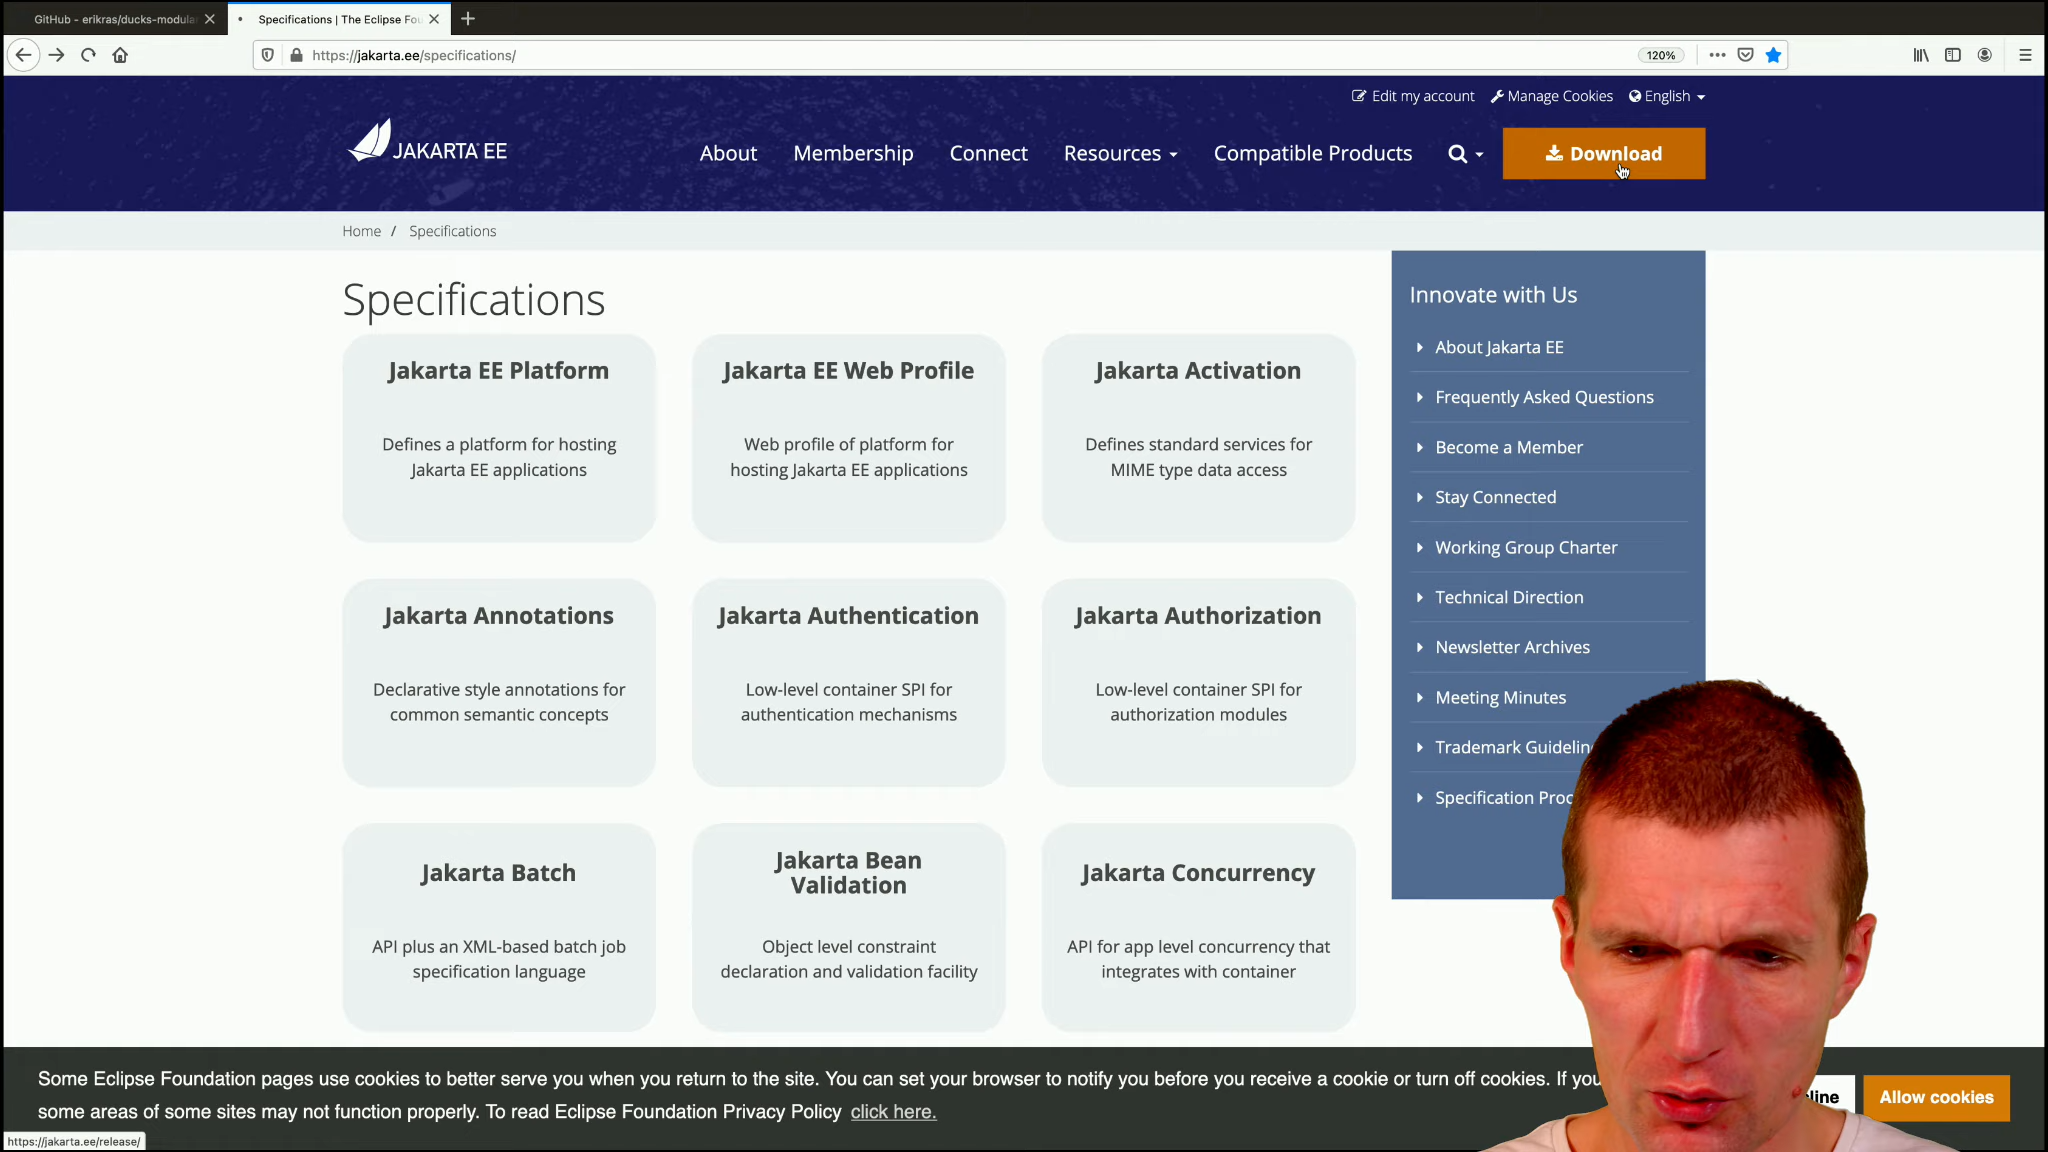 GitHub - erikras/ducks-modula
Specifications | The Eclipse Fou
https://jakarta.ee/specifications/
120%
Edit my account
Manage Cookies
English
JAKARTA EE
About
Membership
Connect
Resources
Compatible Products
Download
Home / Specifications
Specifications
Jakarta EE Platform
Defines a platform for hosting
Jakarta EE applications
Jakarta EE Web Profile
Web profile of platform for
hosting Jakarta EE applications
Jakarta Activation
Defines standard services for
MIME type data access
Jakarta Annotations
Declarative style annotations for
common semantic concepts
Jakarta Authentication
Low-level container SPI for
authentication mechanisms
Jakarta Authorization
Low-level container SPI for
authorization modules
Jakarta Batch
API plus an XML-based batch job
specification language
Jakarta Bean
Validation
Object level constraint
declaration and validation facility
Jakarta Concurrency
API for app level concurrency that
integrates with container
Innovate with Us
About Jakarta EE
Frequently Asked Questions
Become a Member
Stay Connected
Working Group Charter
Technical Direction
Newsletter Archives
Meeting Minutes
Trademark Guidelin
Specification Proc
Some Eclipse Foundation pages use cookies to better serve you when you return to the site. You can set your browser to notify you before you receive a cookie or turn off cookies. If you
some areas of some sites may not function properly. To read Eclipse Foundation Privacy Policy click here.
line
Allow cookies
https://jakarta.ee/release/